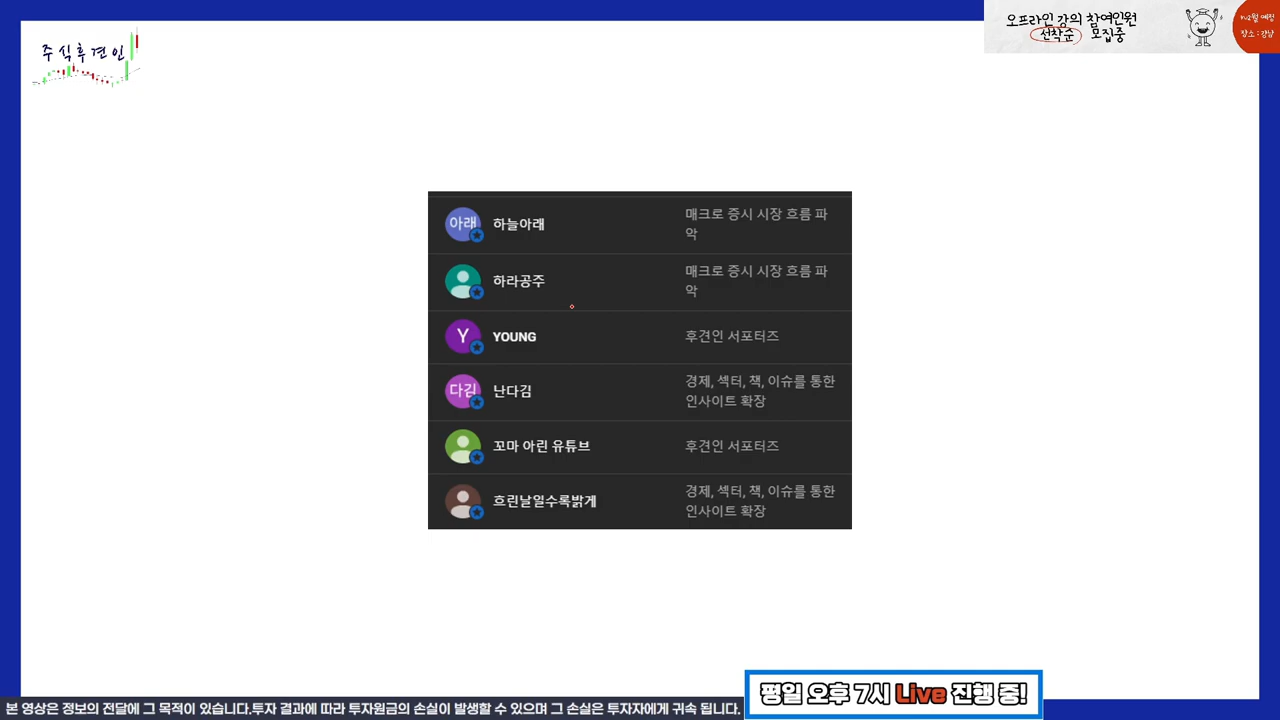 주식후견인
오프라인 강의 참여인원
선착순 모집중
장소 : 강남
아래 하늘아래 매크로 증시 시장 흐름 파
악
하라공주 매크로 증시 시장 흐름 파
악
Y YOUNG 후견인 서포터즈
다김 난다김 경제, 섹터, 책, 이슈를 통한
인사이트 확장
꼬마 아린 유튜브 후견인 서포터즈
흐린날일수록밝게 경제, 섹터, 책, 이슈를 통한
인사이트 확장
평일 오후 7시 Live 진행 중!
본 영상은 정보의 전달에 그 목적이 있습니다.투자 결과에 따라 투자원금의 손실이 발생할 수 있으며 그 손실은 투자자에게 귀속 됩니다.